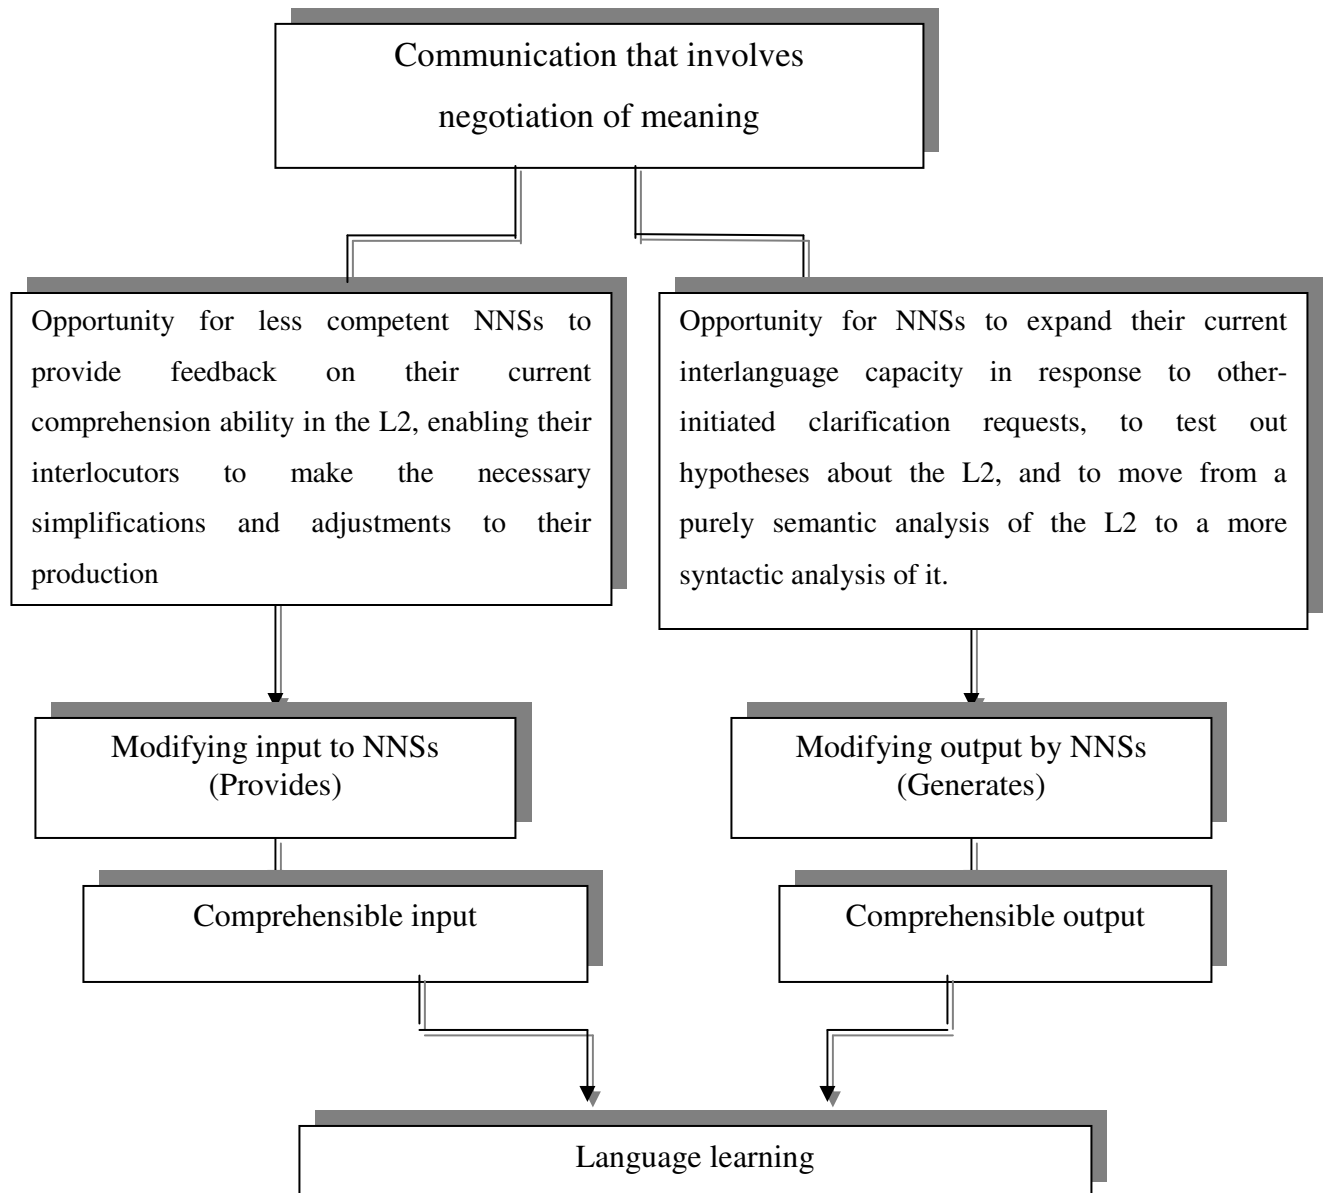 Communication that involves
negotiation of meaning
Opportunity for less competent NNSs to
provide feedback on their current
comprehension ability in the L2, enabling their
interlocutors to make the necessary
simplifications and adjustments to their
production
Opportunity for NNSs to expand their current
interlanguage capacity in response to other-
initiated clarification requests, to test out
hypotheses about the L2, and to move from a
purely semantic analysis of the L2 to a more
syntactic analysis of it.
Modifying input to NNSs
(Provides)
Modifying output by NNSs
(Generates)
Comprehensible input
Comprehensible output
Language learning